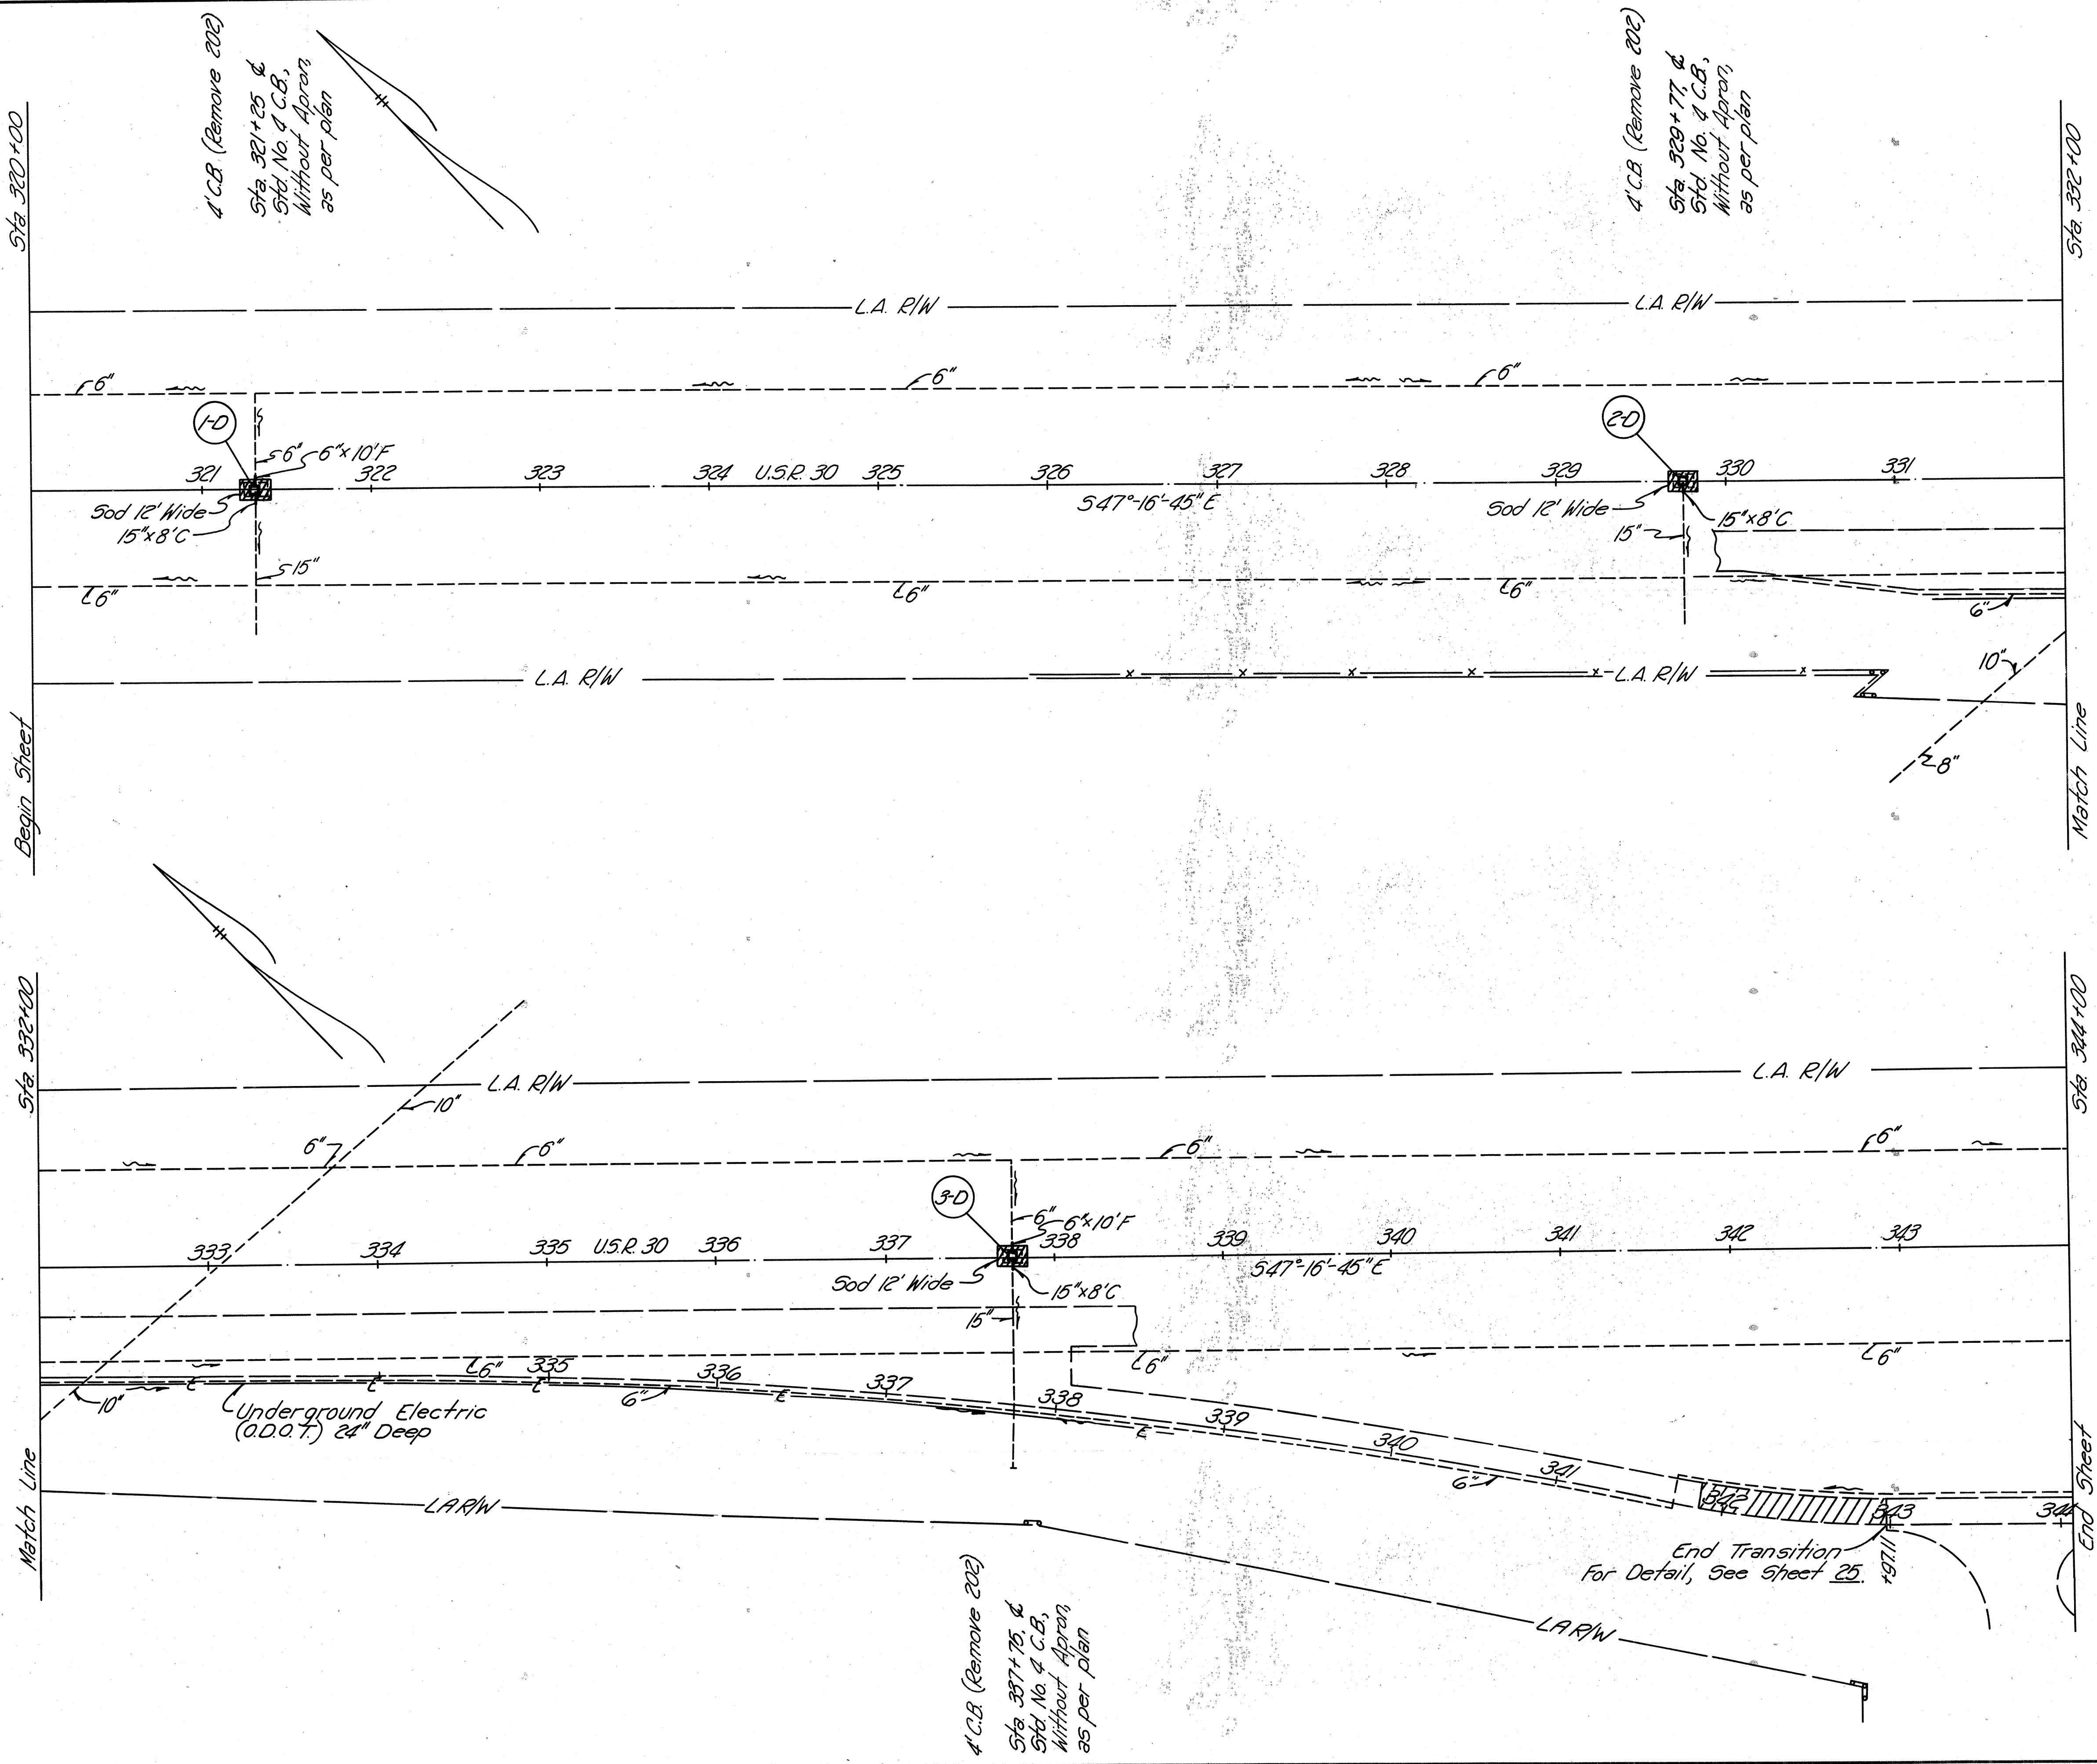 Sta. 320+00
Begin Sheet
4' C.B. (Remove 202)
Sta. 321+25 ℄
Std. No. 4 C.B.,
Without Apron,
as per plan
4' C.B. (Remove 202)
Sta. 329+77, ℄
Std. No. 4 C.B.,
Without Apron,
as per plan
Sta. 332+00
Match Line
L.A. R/W
L.A. R/W
6"
6"
6"
1-D
2-D
6"
6"x10'F
321
322
323
324
U.S.R. 30
325
326
327
328
329
330
331
S47°-16'-45"E
Sod 12' Wide
15"x8'C
Sod 12' Wide
15"x8'C
15"
15"
6"
6"
6"
6"
L.A. R/W
L.A. R/W
10"
8"
Sta. 332+00
Match Line
Sta. 344+00
End Sheet
L.A. R/W
L.A. R/W
10"
6"
6"
6"
6"
3-D
6"
6"x10'F
333
334
335
U.S.R. 30
336
337
338
339
340
341
342
343
S47°-16'-45"E
Sod 12' Wide
15"x8'C
15"
6"
6"
6"
335
336
337
338
339
340
341
342
343
344
10"
6"
6"
Underground Electric
(O.D.O.T.) 24" Deep
E
E
E
E
E
LA R/W
LA R/W
End Transition
For Detail, See Sheet 25.
+97.11
4' C.B. (Remove 202)
Sta. 337+75, ℄
Std. No. 4 C.B.,
Without Apron,
as per plan